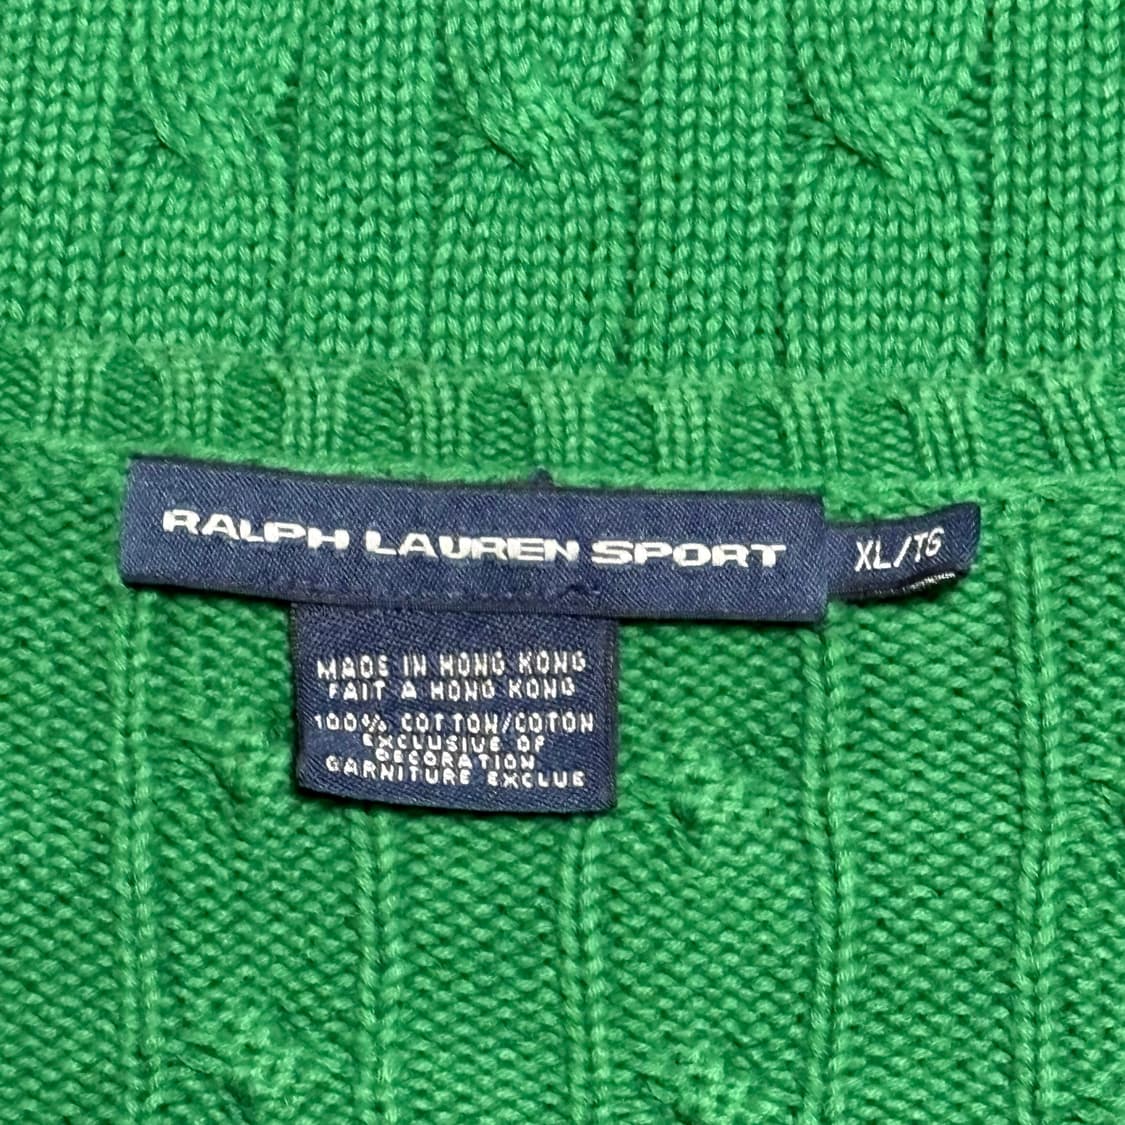 RALPH LAUREN SPORT
XL/TG
MADE IN HONG KONG
FAIT A HONG KONG
100% COTTON/COTON
EXCLUSIVE OF
DECORATION
GARNITURE EXCLUE